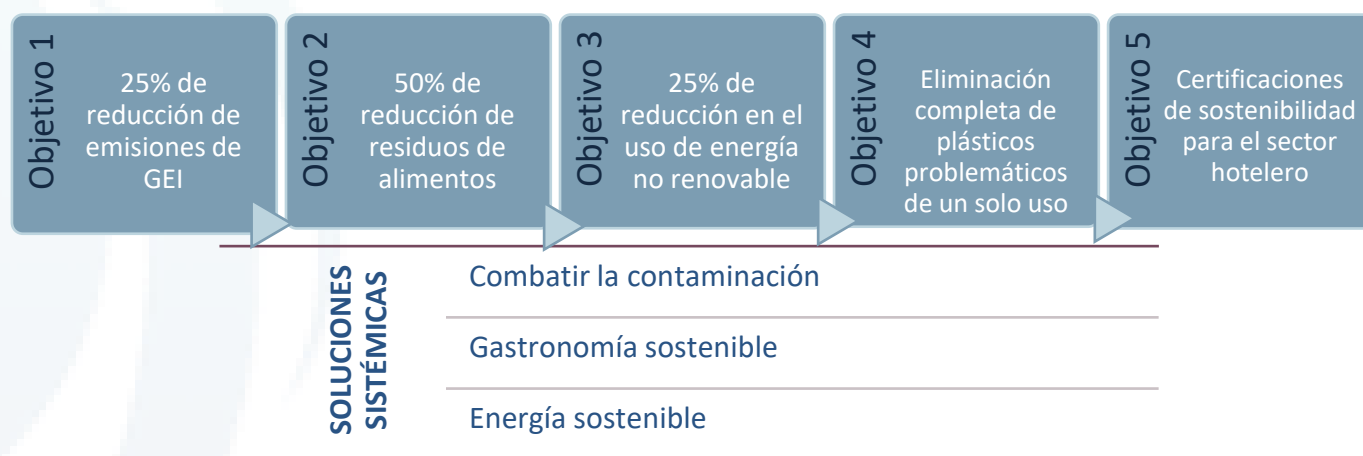 Objetivo 1
25% de
reducción de
emisiones de
GEI
Objetivo 2
50% de
reducción de
residuos de
alimentos
Objetivo 3
25% de
reducción en el
uso de energía
no renovable
Objetivo 4
Eliminación
completa de
plásticos
problemáticos
de un solo uso
Objetivo 5
Certificaciones
de sostenibilidad
para el sector
hotelero
SOLUCIONES
SISTÉMICAS
Combatir la contaminación
Gastronomía sostenible
Energía sostenible